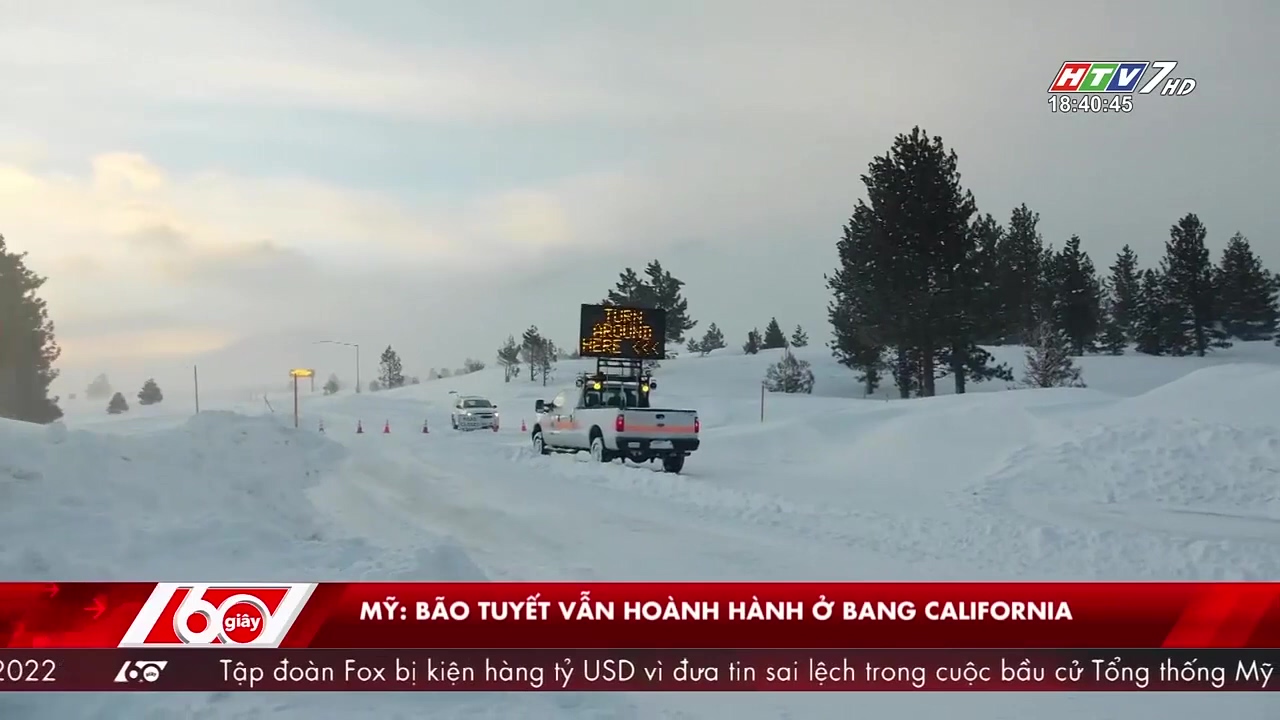 HTV7HD
18:40:45
TURN
AROUND
HERE <<<
60 giây
MỸ: BÃO TUYẾT VẪN HOÀNH HÀNH Ở BANG CALIFORNIA
2022
60 giây
Tập đoàn Fox bị kiện hàng tỷ USD vì đưa tin sai lệch trong cuộc bầu cử Tổng thống Mỹ